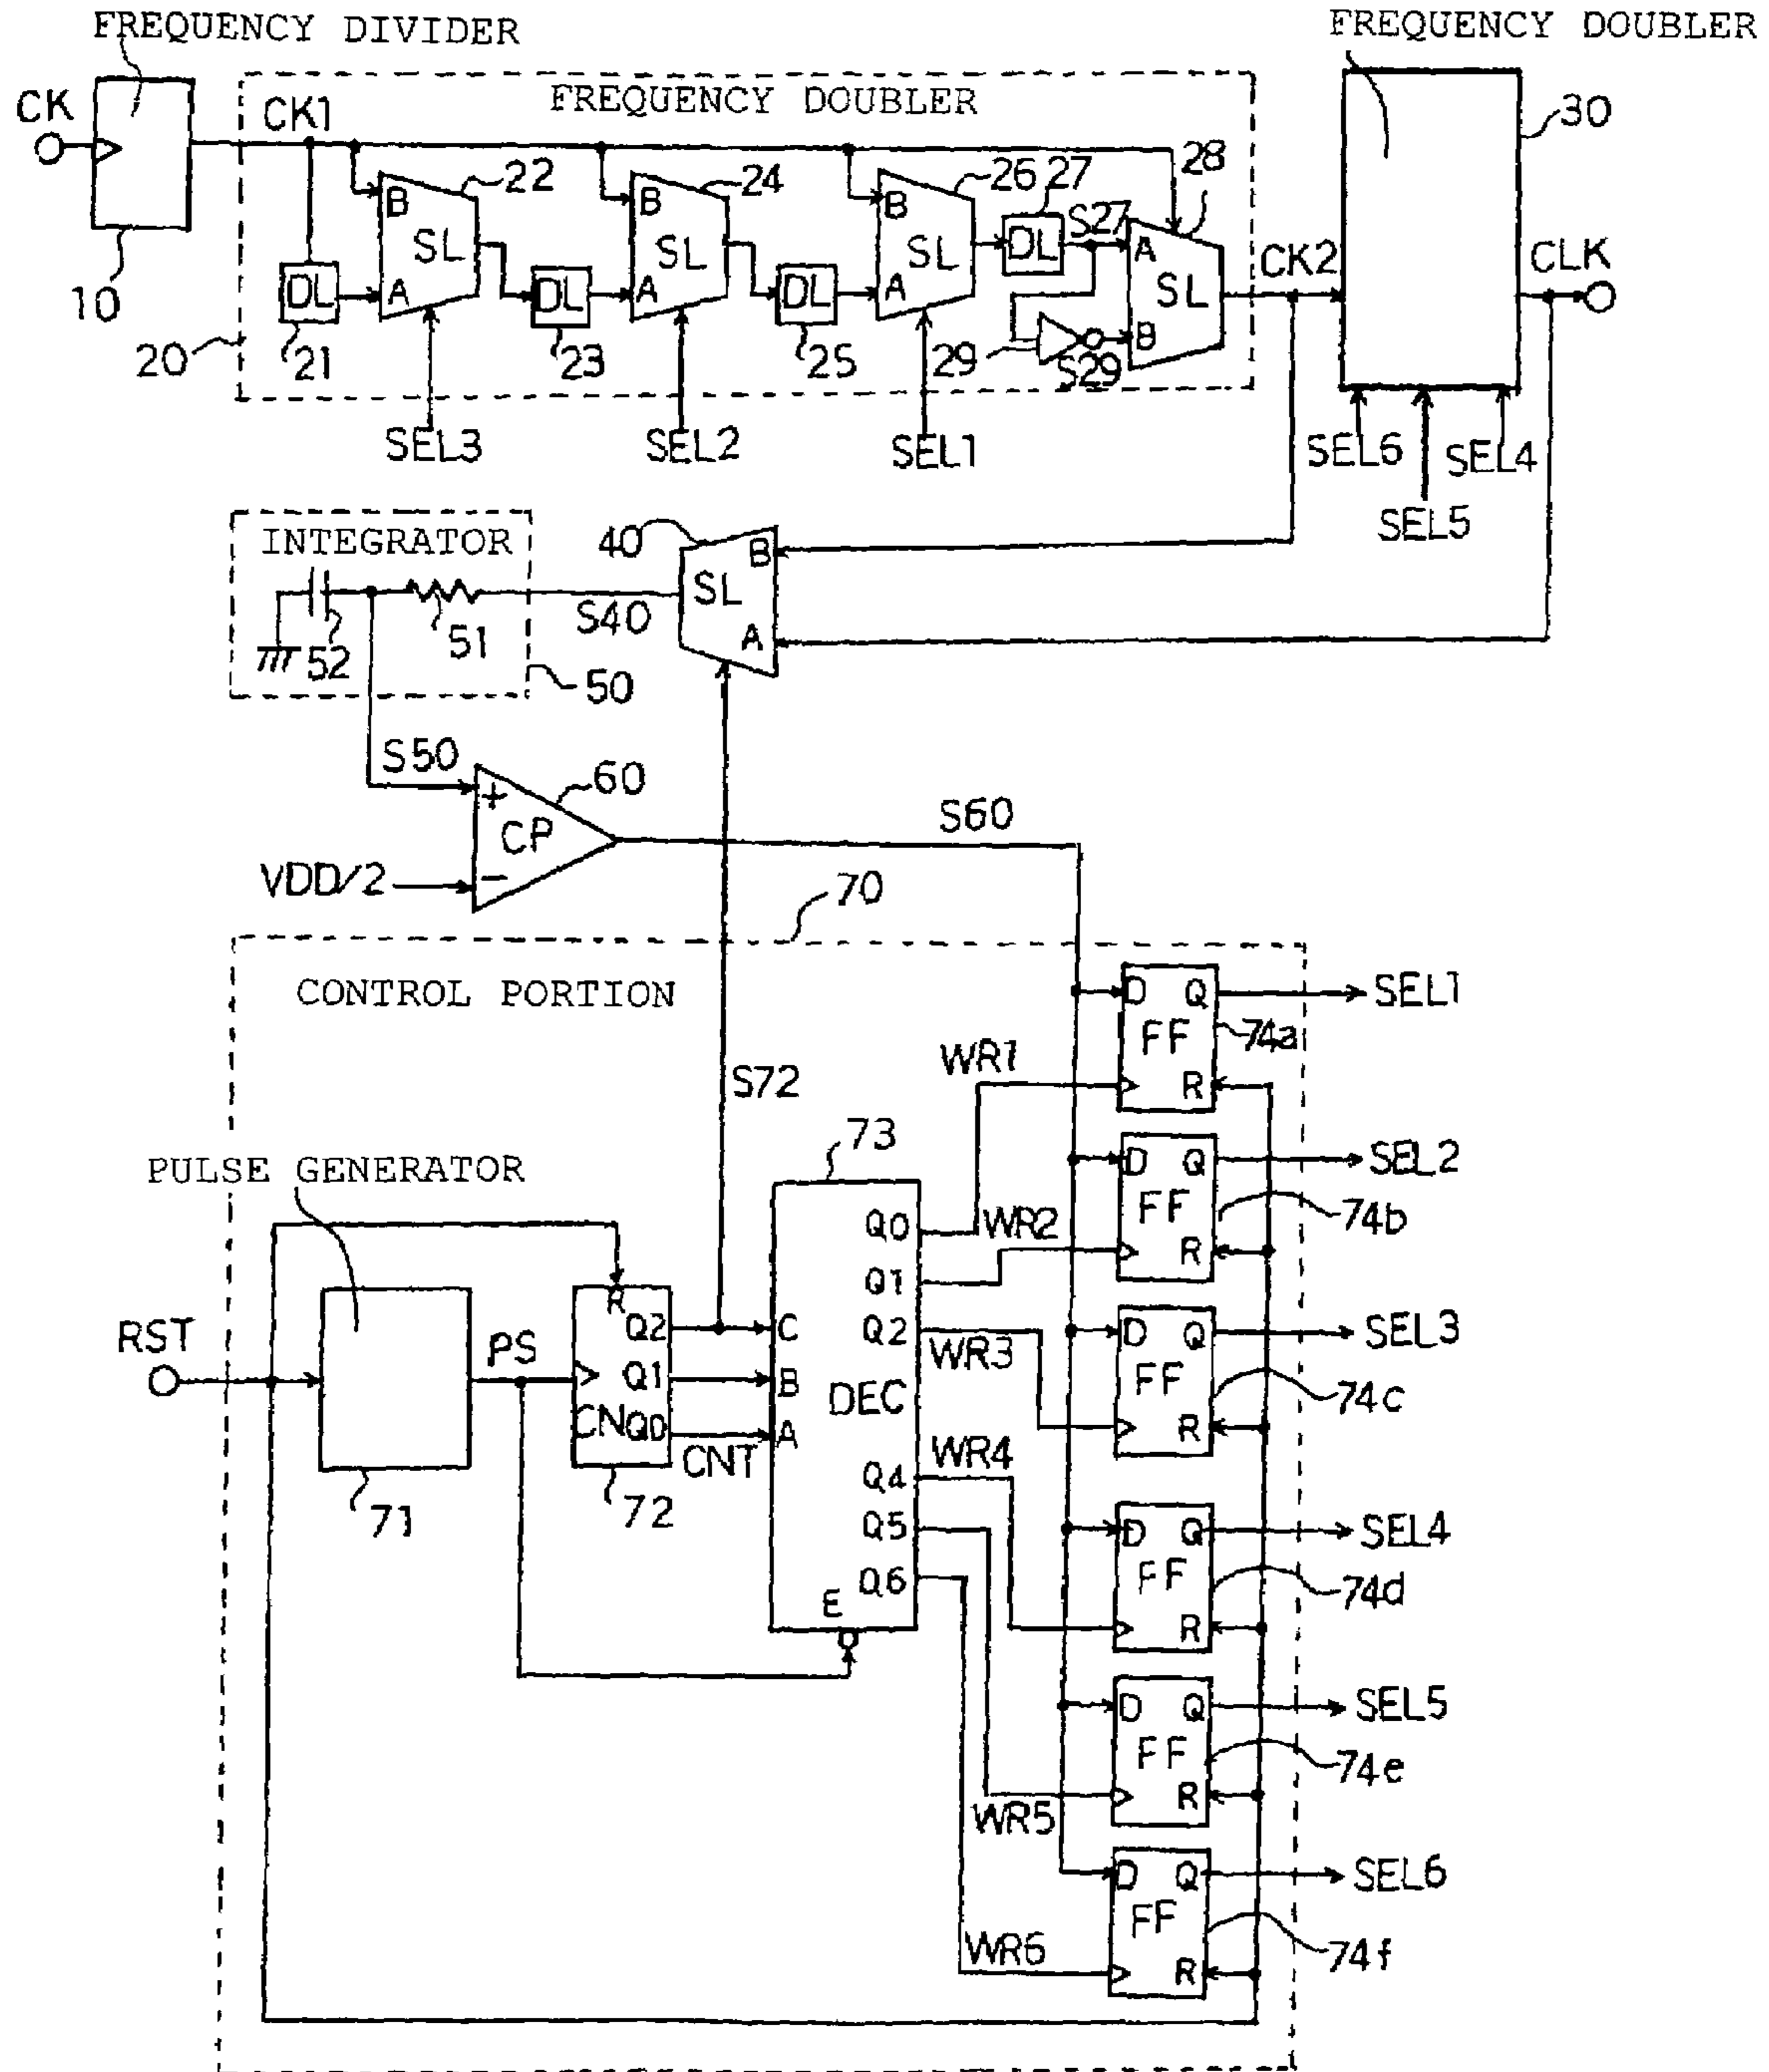 FREQUENCY DIVIDER
FREQUENCY DOUBLER
CK
CK1
FREQUENCY DOUBLER
30
10
B
SL
A
22
B
SL
A
24
B
SL
A
26
27
S27
28
A
SL
B
CK2
CLK
DL
DL
DL
DL
20
21
23
25
29
S29
SEL3
SEL2
SEL1
SEL6
SEL4
SEL5
INTEGRATOR
40
B
SL
A
S40
52
51
50
S50
60
+
CP
-
VDD/2
S60
70
CONTROL PORTION
D Q
FF
R
SEL1
74a
WR1
S72
73
PULSE GENERATOR
D Q
FF
R
SEL2
74b
WR2
Q0
Q1
Q2
DEC
Q4
Q5
Q6
E
C
B
A
RST
PS
R
Q2
Q1
CN
Q0
CNT
71
72
WR3
D Q
FF
R
SEL3
74c
WR4
D Q
FF
R
SEL4
74d
WR5
D Q
FF
R
SEL5
74e
WR6
D Q
FF
R
SEL6
74f